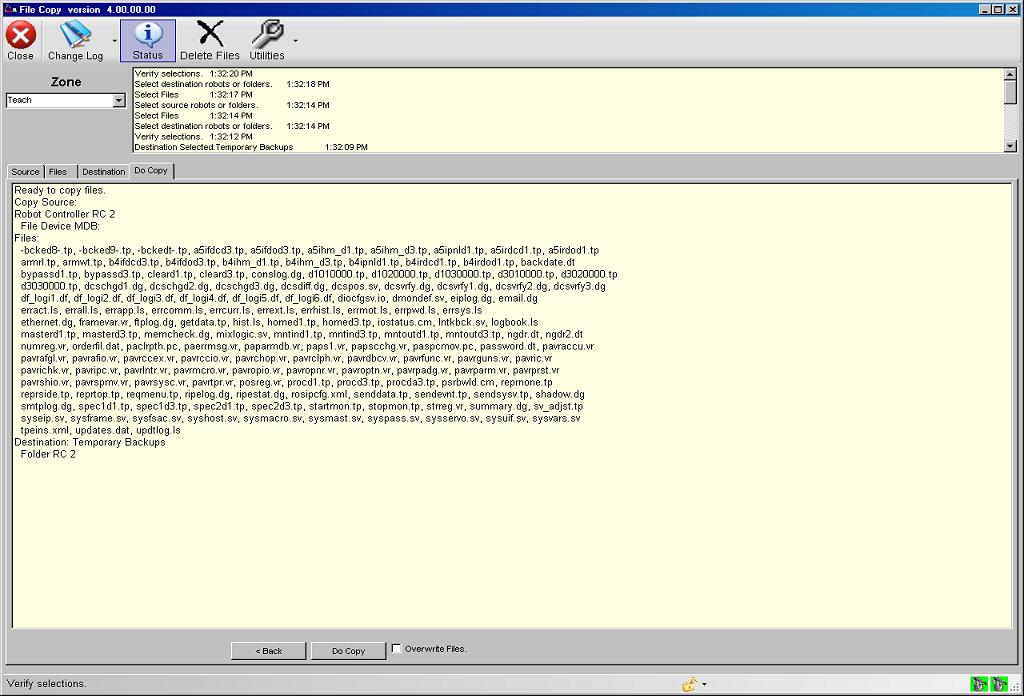 File Copy version 4.00.00.00
Close
Change Log
Status
Delete Files
Utilities
Zone
Teach
Verify selections. 1:32:20 PM
Select destination robots or folders. 1:32:18 PM
Select Files 1:32:17 PM
Select source robots or folders. 1:32:14 PM
Select Files 1:32:14 PM
Select destination robots or folders. 1:32:14 PM
Verify selections. 1:32:12 PM
Destination Selected:Temporary Backups 1:32:09 PM
Source
Files
Destination
Do Copy
Ready to copy files.
Copy Source:
Robot Controller RC 2
File Device MDB:
Files:
-bcked8-.tp, -bcked9-.tp, -bckedt-.tp, a5ifdcd3.tp, a5ifdod3.tp, a5ihm_d1.tp, a5ihm_d3.tp, a5ipnld1.tp, a5irdcd1.tp, a5irdod1.tp
armrl.tp, armwt.tp, b4ifdcd3.tp, b4ifdod3.tp, b4ihm_d1.tp, b4ihm_d3.tp, b4ipnld1.tp, b4irdcd1.tp, b4irdod1.tp, backdate.dt
bypassd1.tp, bypassd3.tp, cleard1.tp, cleard3.tp, conslog.dg, d1010000.tp, d1020000.tp, d1030000.tp, d3010000.tp, d3020000.tp
d3030000.tp, dcschgd1.dg, dcschgd2.dg, dcschgd3.dg, dcsdiff.dg, dcspos.sv, dcsvrfy.dg, dcsvrfy1.dg, dcsvrfy2.dg, dcsvrfy3.dg
df_logi1.df, df_logi2.df, df_logi3.df, df_logi4.df, df_logi5.df, df_logi6.df, diocfgsv.io, dmondef.sv, eiplog.dg, email.dg
erract.ls, errall.ls, errapp.ls, errcomm.ls, errcurr.ls, errext.ls, errhist.ls, errmot.ls, errpwd.ls, errsys.ls
ethernet.dg, framevar.vr, ftplog.dg, getdata.tp, hist.ls, homed1.tp, homed3.tp, iostatus.cm, lntkbck.sv, logbook.ls
masterd1.tp, masterd3.tp, memcheck.dg, mixlogic.sv, mntind1.tp, mntind3.tp, mntoutd1.tp, mntoutd3.tp, ngdr.dt, ngdr2.dt
numreg.vr, orderfil.dat, paclrpth.pc, paerrmsg.vr, paparmdb.vr, paps1.vr, papscchg.vr, paspcmov.pc, password.dt, pavraccu.vr
pavrafgl.vr, pavrafio.vr, pavrccex.vr, pavrccio.vr, pavrchop.vr, pavrclph.vr, pavrdbcv.vr, pavrfunc.vr, pavrguns.vr, pavric.vr
pavrichk.vr, pavripc.vr, pavrlntr.vr, pavrmcro.vr, pavropio.vr, pavropnr.vr, pavroptn.vr, pavrpadg.vr, pavrparm.vr, pavrprst.vr
pavrshio.vr, pavrspmv.vr, pavrsysc.vr, pavrtpr.vr, posreg.vr, procd1.tp, procd3.tp, procda3.tp, psrbwld.cm, reprmone.tp
reprside.tp, reprtop.tp, reqmenu.tp, ripelog.dg, ripestat.dg, rosipcfg.xml, senddata.tp, sendevnt.tp, sendsysv.tp, shadow.dg
smtplog.dg, spec1d1.tp, spec1d3.tp, spec2d1.tp, spec2d3.tp, startmon.tp, stopmon.tp, strreg.vr, summary.dg, sv_adjst.tp
syseip.sv, sysframe.sv, sysfsac.sv, syshost.sv, sysmacro.sv, sysmast.sv, syspass.sv, sysservo.sv, sysuif.sv, sysvars.sv
tpeins.xml, updates.dat, updtlog.ls
Destination: Temporary Backups
Folder RC 2
< Back
Do Copy
Overwrite Files.
Verify selections.